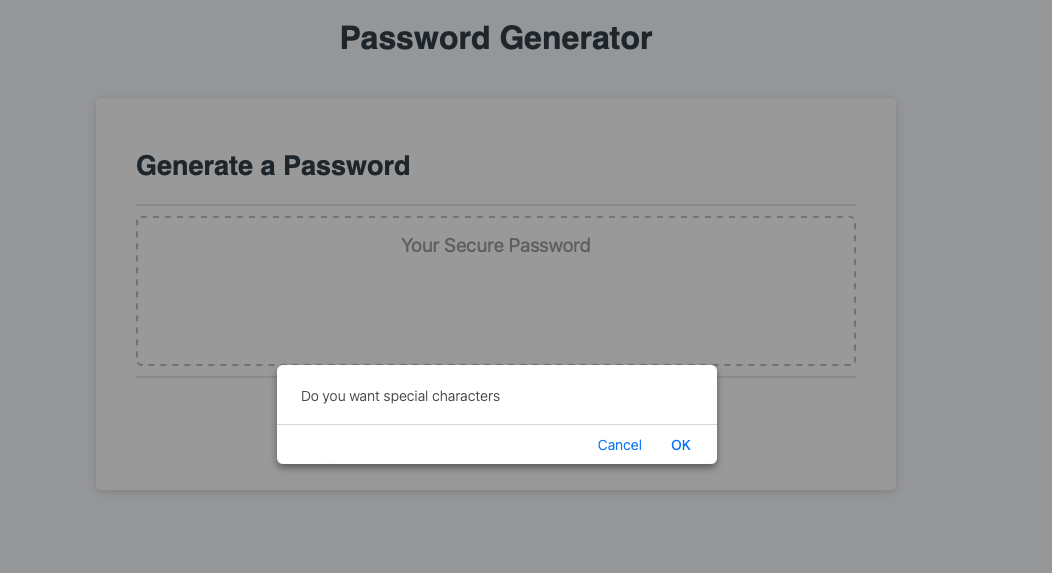 Password Generator
Generate a Password
Your Secure Password
Do you want special characters
Cancel OK